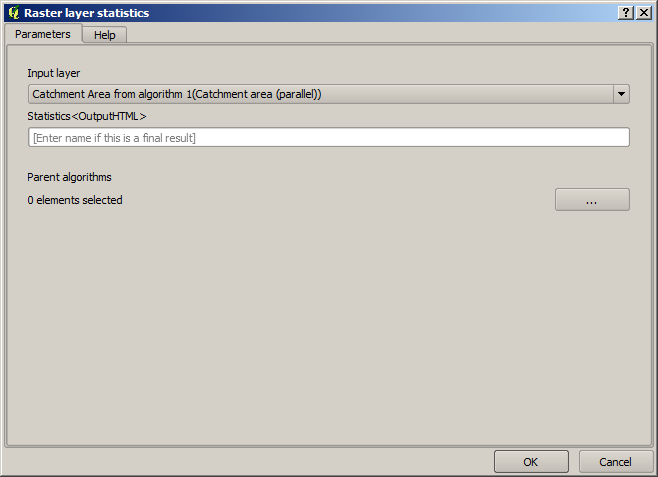 Raster layer statistics
Parameters Help
Input layer
Catchment Area from algorithm 1(Catchment area (parallel))
Statistics<OutputHTML>
[Enter name if this is a final result]
Parent algorithms
0 elements selected ...
OK Cancel